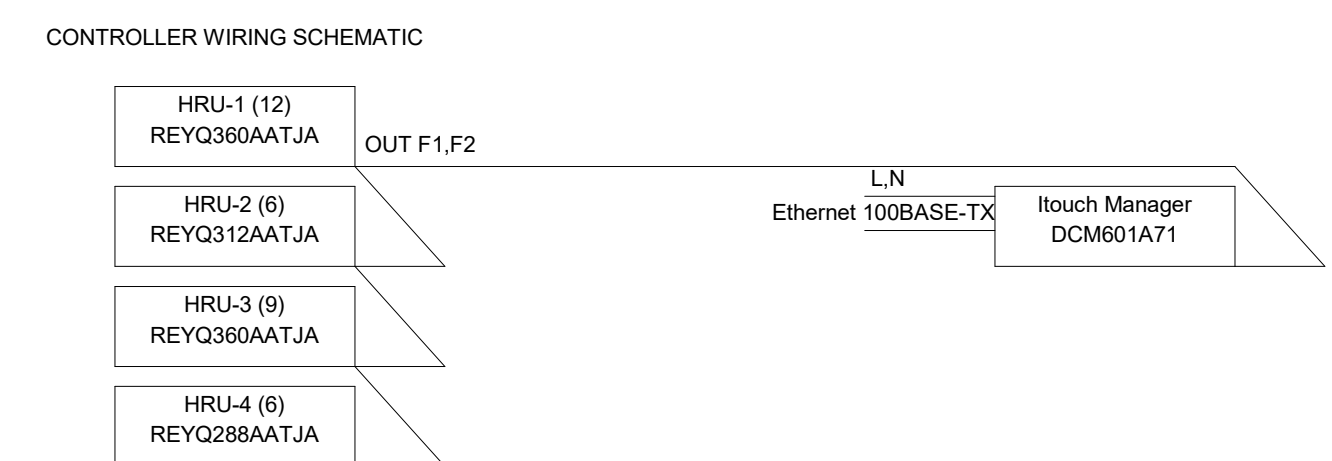 CONTROLLER WIRING SCHEMATIC
HRU-1 (12)
REYQ360AATJA
OUT F1,F2
HRU-2 (6)
REYQ312AATJA
L,N
Ethernet 100BASE-TX
Itouch Manager
DCM601A71
HRU-3 (9)
REYQ360AATJA
HRU-4 (6)
REYQ288AATJA